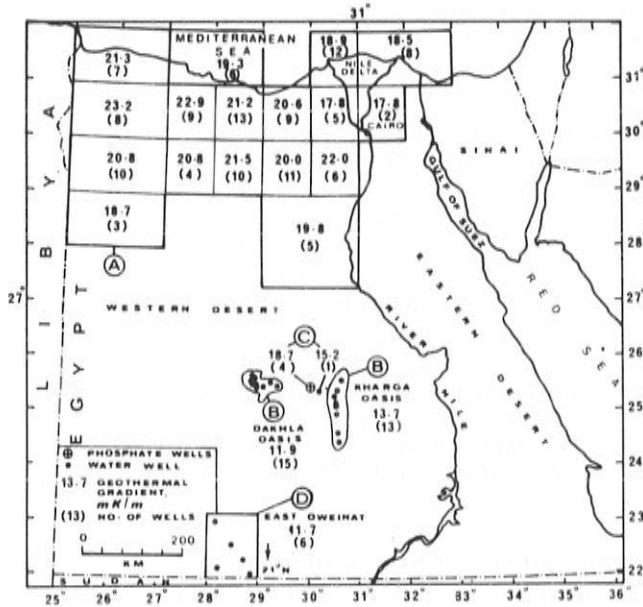 31°
MEDITERRANEAN
SEA
21.3
(7)
19.3
(6)
18.9
(12)
18.5
(8)
NILE
DELTA
31
23.2
(8)
22.9
(9)
21.2
(13)
20.6
(9)
17.8
(5)
17.8
(2)
CAIRO
30
SINAI
20.8
(10)
20.8
(4)
21.5
(10)
20.0
(11)
22.0
(6)
29
GULF OF SUEZ
18.7
(3)
19.8
(5)
28
A
LIBYA
EGYPT
27°
27
WESTERN DESERT
RIVER NILE
EASTERN DESERT
RED SEA
26
C
18.7
(4)
15.2
(1)
B
KHARGA
OASIS
13.7
(13)
25
B
DAKHLA
OASIS
11.9
(15)
24
PHOSPHATE WELLS
WATER WELL
13.7 GEOTHERMAL
GRADIENT,
mK/m
(13) NO. OF WELLS
0 200
KM
D
EAST OWEINAT
(6)
21°N
23
22
SUDAN
25° 26 27 28 29 30 31 32 33 34° 35° 36°